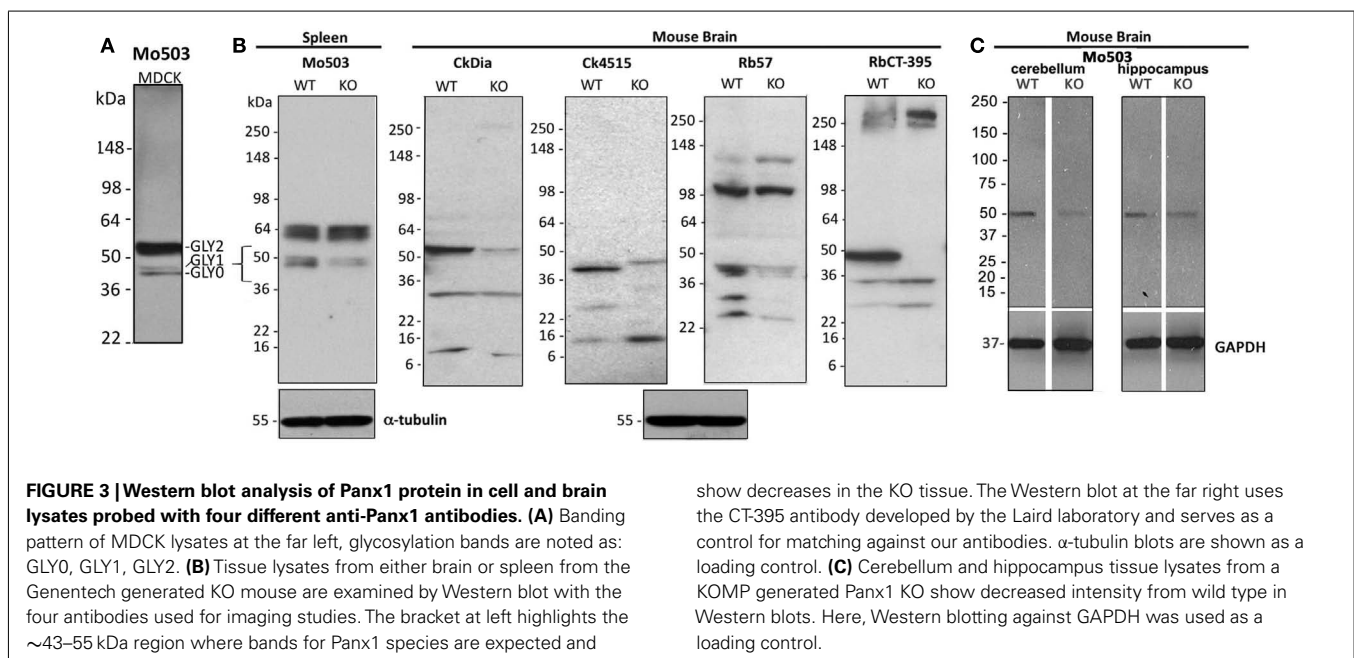 A
Mo503
MDCK
kDa
148 -
98 -
64 -
50 -
36 -
22 -
-GLY2
-GLY1
-GLY0
B
Spleen
Mo503
WT KO
kDa
250 -
148 -
98 -
64 -
50 -
36 -
22 -
16 -
55 -
α-tubulin
Mouse Brain
CkDia
WT KO
250 -
148 -
98 -
64 -
50 -
36 -
22 -
16 -
6 -
Ck4515
WT KO
250 -
148 -
98 -
64 -
50 -
36 -
22 -
16 -
6 -
55 -
Rb57
WT KO
250 -
148 -
98 -
64 -
50 -
36 -
22 -
RbCT-395
WT KO
250 -
148 -
98 -
64 -
50 -
36 -
22 -
16 -
6 -
C
Mouse Brain
Mo503
cerebellum hippocampus
WT KO WT KO
250 -
150 -
100 -
75 -
50 -
37 -
25 -
20 -
15 -
37-
GAPDH
FIGURE 3 | Western blot analysis of Panx1 protein in cell and brain
lysates probed with four different anti-Panx1 antibodies. (A) Banding
pattern of MDCK lysates at the far left, glycosylation bands are noted as:
GLY0, GLY1, GLY2. (B) Tissue lysates from either brain or spleen from the
Genentech generated KO mouse are examined by Western blot with the
four antibodies used for imaging studies. The bracket at left highlights the
∼43–55 kDa region where bands for Panx1 species are expected and
show decreases in the KO tissue. The Western blot at the far right uses
the CT-395 antibody developed by the Laird laboratory and serves as a
control for matching against our antibodies. α-tubulin blots are shown as a
loading control. (C) Cerebellum and hippocampus tissue lysates from a
KOMP generated Panx1 KO show decreased intensity from wild type in
Western blots. Here, Western blotting against GAPDH was used as a
loading control.